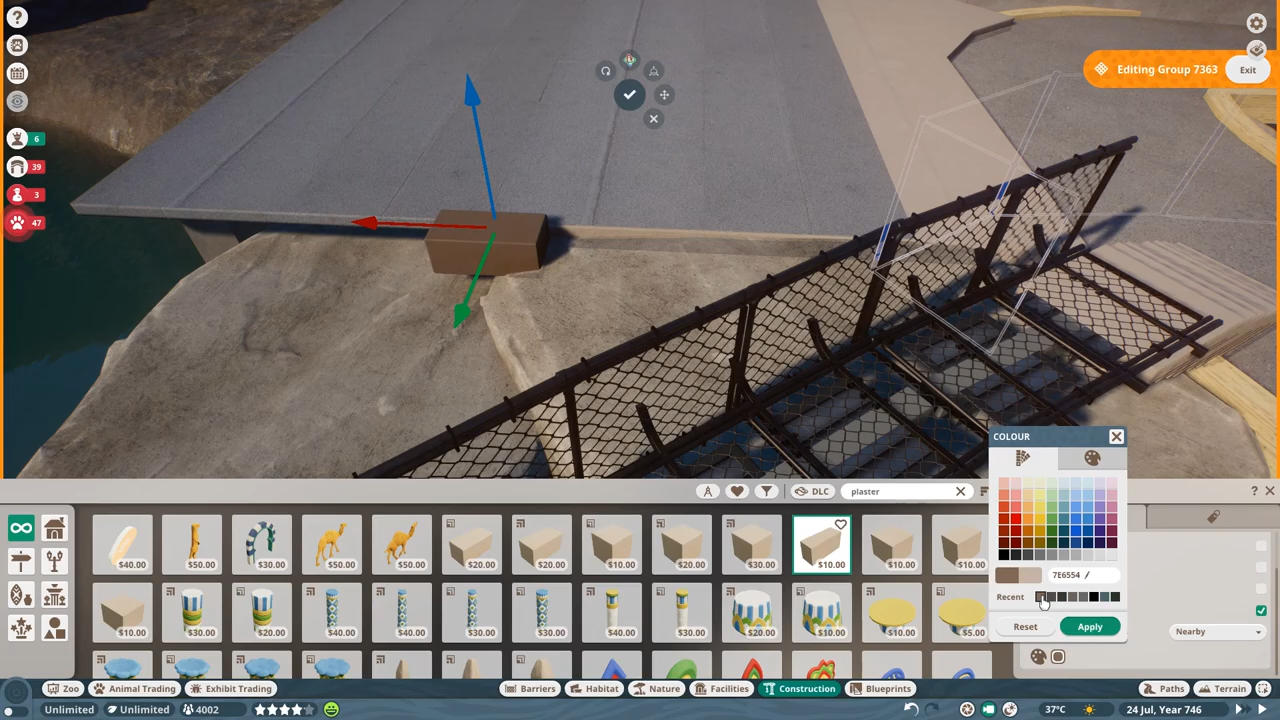 Editing Group 7363
Exit
6
39
3
47
DLC
plaster
?
$40.00
$50.00
$30.00
$50.00
$50.00
$20.00
$20.00
$10.00
$20.00
$30.00
$10.00
$10.00
$10.00
$10.00
$30.00
$20.00
$10.00
$30.00
$20.00
$30.00
$10.00
$30.00
$20.00
$10.00
$10.00
$5.00
COLOUR
7E6554 /
Recent
Reset
Apply
Nearby
Zoo
Animal Trading
Exhibit Trading
Barriers
Habitat
Nature
Facilities
Construction
Blueprints
Paths
Terrain
Unlimited
Unlimited
4002
37°C
24 Jul, Year 746